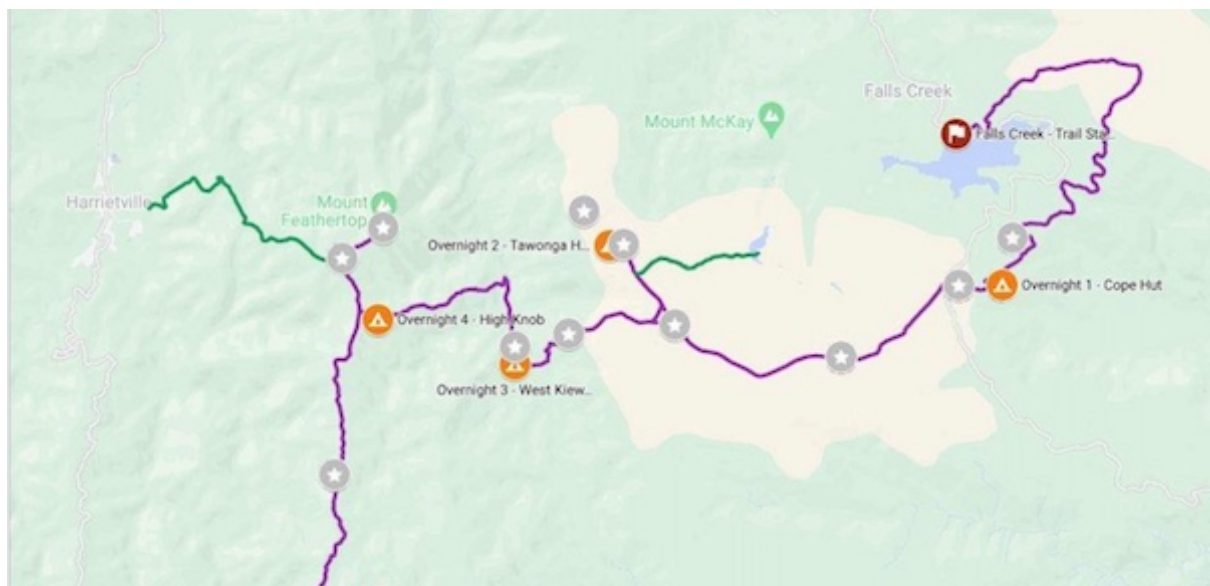 Falls Creek
Mount McKay
Falls Creek - Trail Sta...
Harrietville
Mount
Feathertop
Overnight 2 - Tawonga H...
Overnight 1 - Cope Hut
Overnight 4 - High Knob
Overnight 3 - West Kiew...